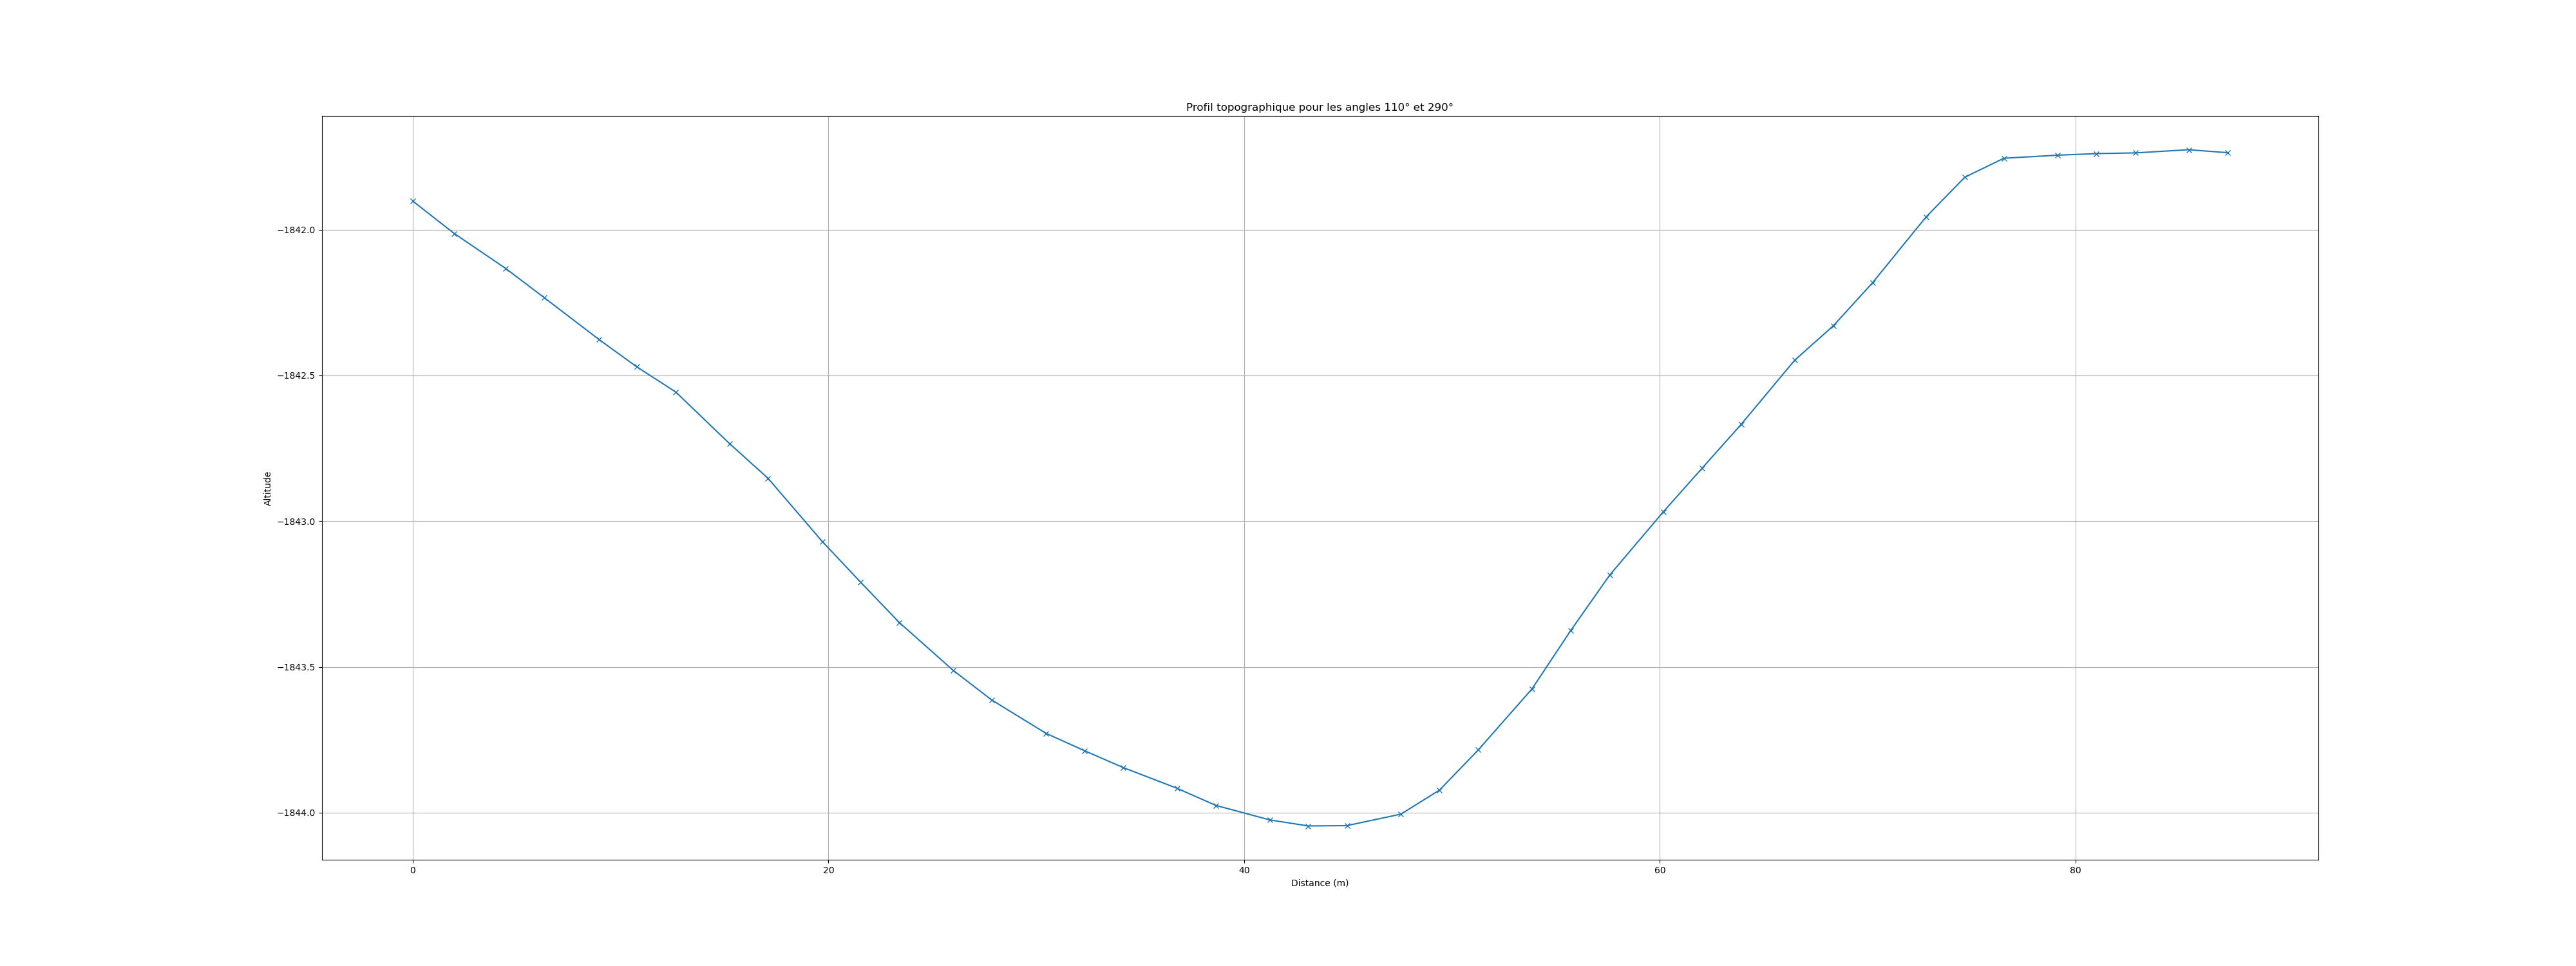 Profil topographique pour les angles 110° et 290°
Altitude
−1842.0
−1842.5
−1843.0
−1843.5
−1844.0
0 20 40 60 80
Distance (m)